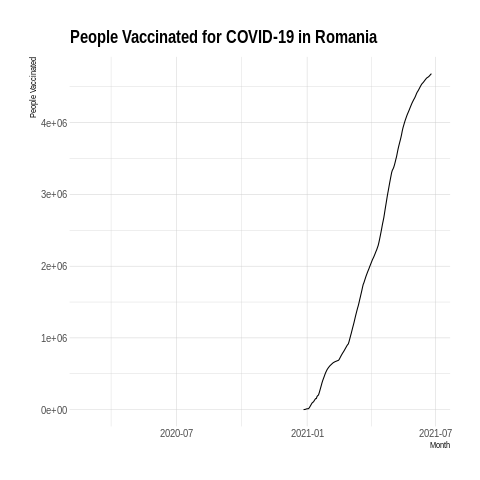 People Vaccinated for COVID-19 in Romania
People Vaccinated
4e+06
3e+06
2e+06
1e+06
0e+00
2020-07
2021-01
2021-07
Month